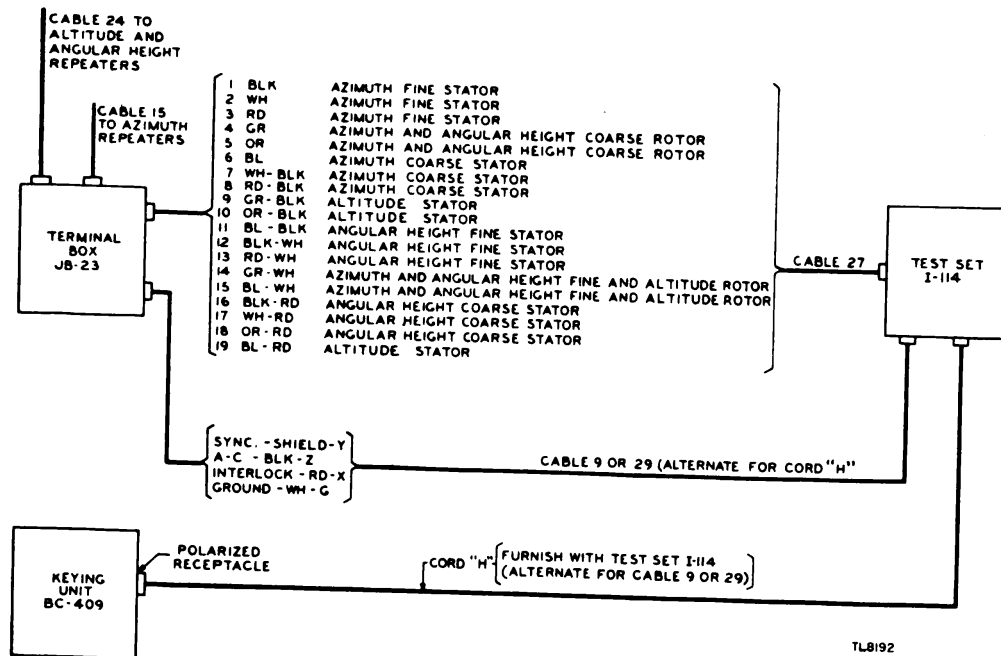 CABLE 24 TO
ALTITUDE AND
ANGULAR HEIGHT
REPEATERS
CABLE 15
TO AZIMUTH
REPEATERS
TERMINAL
BOX
JB-23
1 BLK AZIMUTH FINE STATOR
2 WH AZIMUTH FINE STATOR
3 RD AZIMUTH FINE STATOR
4 GR AZIMUTH AND ANGULAR HEIGHT COARSE ROTOR
5 OR AZIMUTH AND ANGULAR HEIGHT COARSE ROTOR
6 BL AZIMUTH COARSE STATOR
7 WH-BLK AZIMUTH COARSE STATOR
8 RD-BLK AZIMUTH COARSE STATOR
9 GR-BLK ALTITUDE STATOR
10 OR-BLK ALTITUDE STATOR
11 BL-BLK ANGULAR HEIGHT FINE STATOR
12 BLK-WH ANGULAR HEIGHT FINE STATOR
13 RD-WH ANGULAR HEIGHT FINE STATOR
14 GR-WH AZIMUTH AND ANGULAR HEIGHT FINE AND ALTITUDE ROTOR
15 BL-WH AZIMUTH AND ANGULAR HEIGHT FINE AND ALTITUDE ROTOR
16 BLK-RD ANGULAR HEIGHT COARSE STATOR
17 WH-RD ANGULAR HEIGHT COARSE STATOR
18 OR-RD ANGULAR HEIGHT COARSE STATOR
19 BL-RD ALTITUDE STATOR
CABLE 27
TEST SET
I-114
SYNC. -SHIELD-Y
A-C -BLK-Z
INTERLOCK -RD-X
GROUND -WH-G
CABLE 9 OR 29 (ALTERNATE FOR CORD "H"
KEYING
UNIT
BC-409
POLARIZED
RECEPTACLE
CORD "H"- FURNISH WITH TEST SET I-114
(ALTERNATE FOR CABLE 9 OR 29)
TL8192